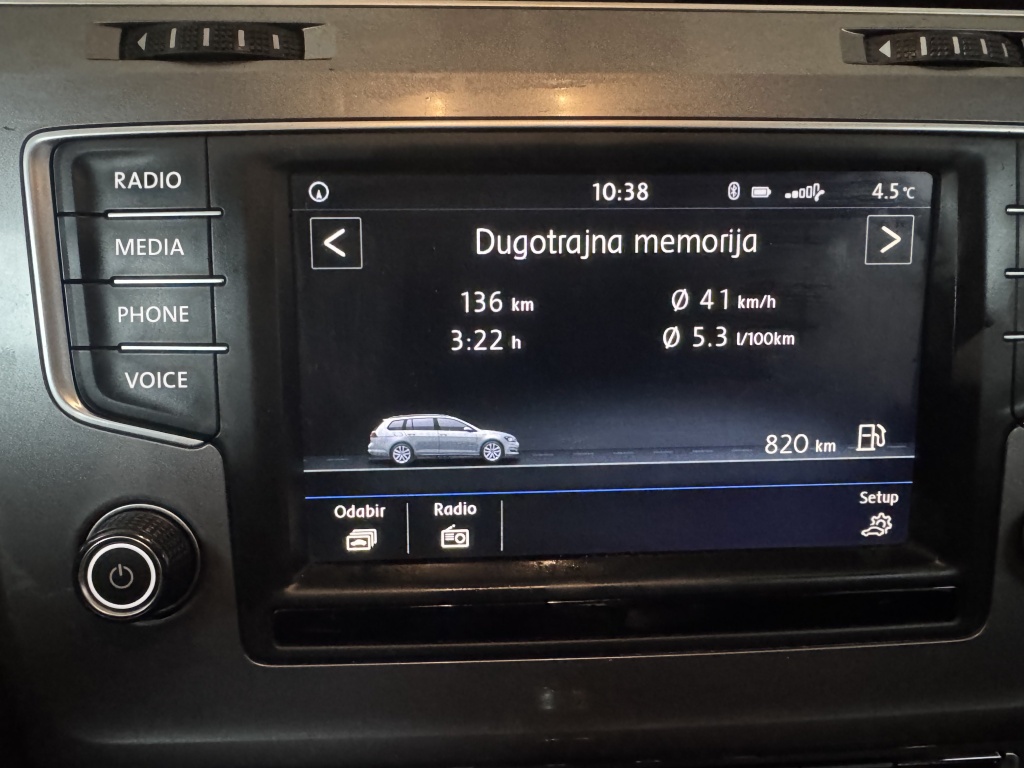 RADIO
MEDIA
PHONE
VOICE
10:38
4.5 °C
<
Dugotrajna memorija
>
136 km
Ø 41 km/h
3:22 h
Ø 5.3 l/100km
820 km
Odabir
Radio
Setup